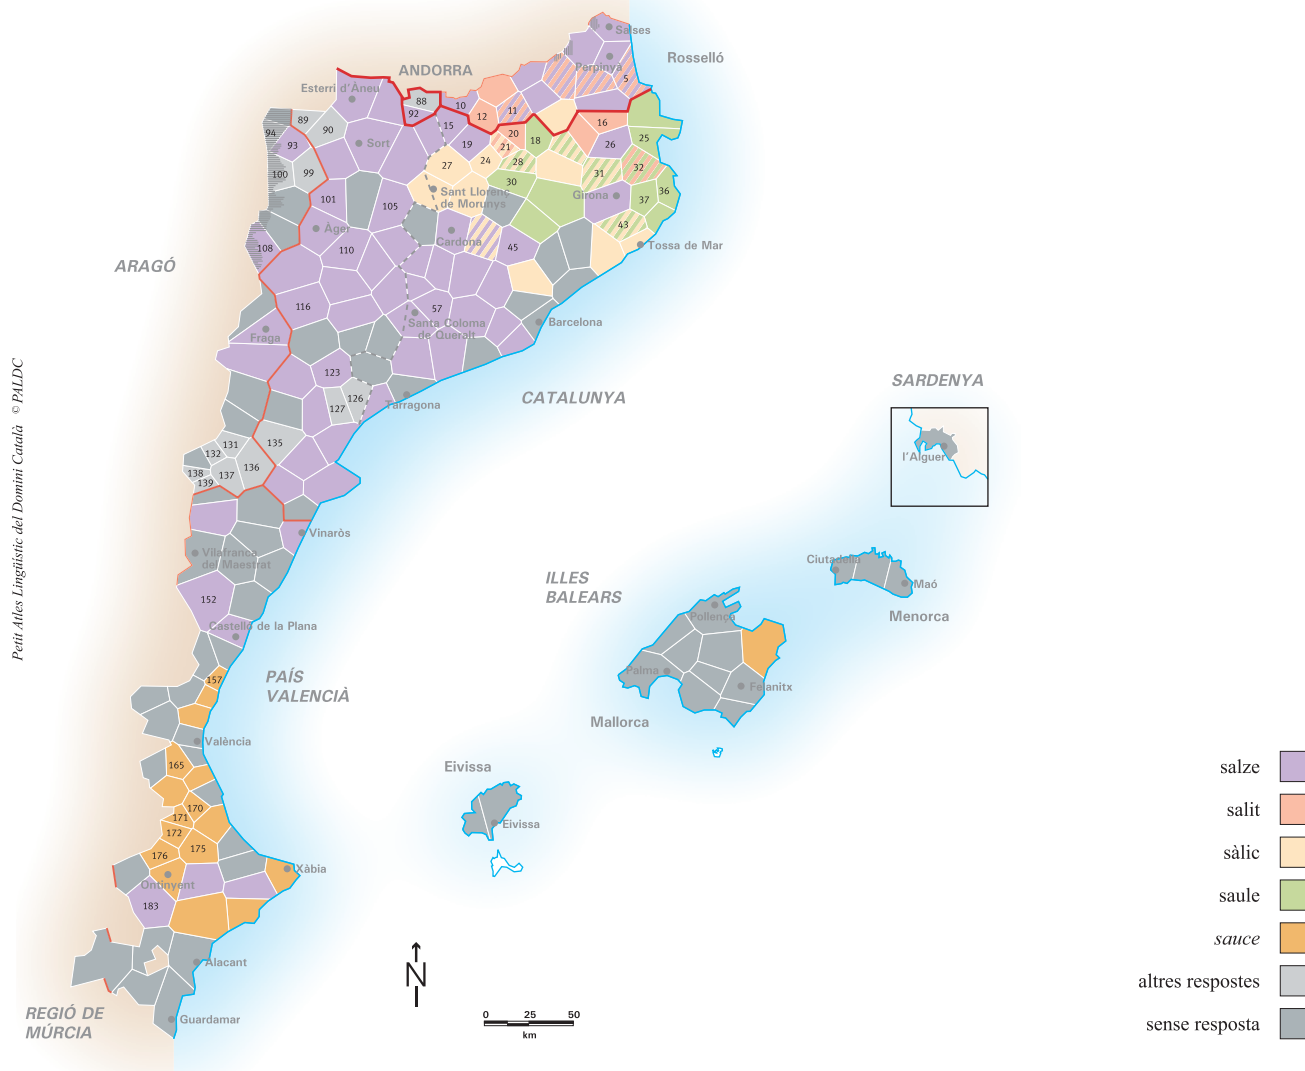 Salses
Rosselló
Perpinyà
5
ANDORRA
Esterri d'Àneu
88
10
92
11
12
15
16
89
90
94
93
Sort
19
20
21
18
26
25
27
24
28
31
32
100
99
30
36
37
101
Sant Llorenç
de Morunys
105
Girona
43
Àger
108
110
Cardona
45
Tossa de Mar
ARAGÓ
116
57
Santa Coloma
de Queralt
Barcelona
Fraga
123
126
127
Tarragona
CATALUNYA
SARDENYA
l'Alguer
131
132
135
136
137
138
139
Petit Atles Lingüístic del Domini Català © PALDC
Vinaròs
Vilafranca
del Maestrat
152
Castelló de la Plana
ILLES
BALEARS
Ciutadella
Maó
Menorca
Pollença
Palma
Felanitx
Mallorca
157
PAÍS
VALENCIÀ
València
165
170
171
172
175
176
Eivissa
Eivissa
Xàbia
Ontinyent
183
Alacant
REGIÓ DE
MÚRCIA
Guardamar
N
0 25 50
km
salze
salit
sàlic
saule
sauce
altres respostes
sense resposta